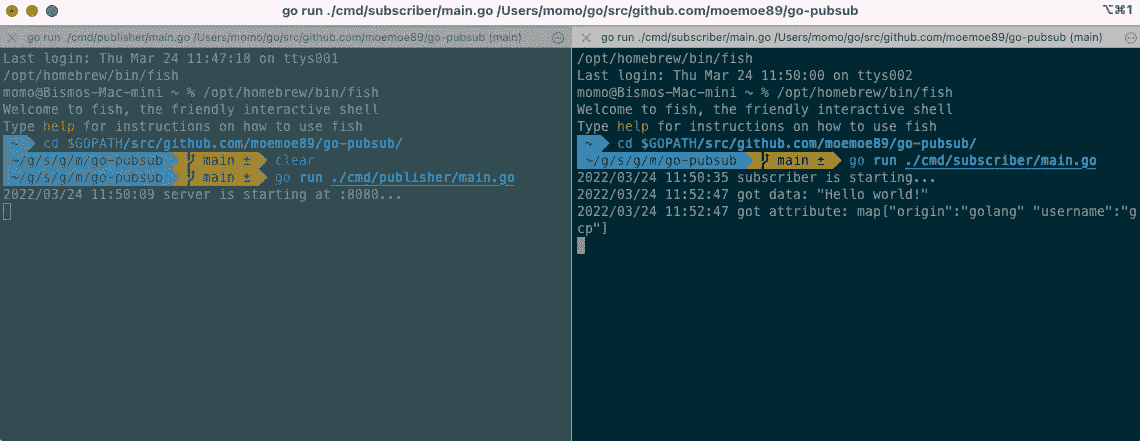 go run ./cmd/subscriber/main.go /Users/momo/go/src/github.com/moemoe89/go-pubsub
⌥⌘1
go run ./cmd/publisher/main.go /Users/momo/go/src/github.com/moemoe89/go-pubsub (main)
Last login: Thu Mar 24 11:47:18 on ttys001
/opt/homebrew/bin/fish
momo@Bismos-Mac-mini ~ % /opt/homebrew/bin/fish
Welcome to fish, the friendly interactive shell
Type help for instructions on how to use fish
~ cd $GOPATH/src/github.com/moemoe89/go-pubsub/
~/g/s/g/m/go-pubsub main ± clear
~/g/s/g/m/go-pubsub main ± go run ./cmd/publisher/main.go
2022/03/24 11:50:09 server is starting at :8080...
go run ./cmd/subscriber/main.go /Users/momo/go/src/github.com/moemoe89/go-pubsub (main)
/opt/homebrew/bin/fish
Last login: Thu Mar 24 11:50:00 on ttys002
momo@Bismos-Mac-mini ~ % /opt/homebrew/bin/fish
Welcome to fish, the friendly interactive shell
Type help for instructions on how to use fish
~ cd $GOPATH/src/github.com/moemoe89/go-pubsub/
~/g/s/g/m/go-pubsub main ± go run ./cmd/subscriber/main.go
2022/03/24 11:50:35 subscriber is starting...
2022/03/24 11:52:47 got data: "Hello world!"
2022/03/24 11:52:47 got attribute: map["origin":"golang" "username":"g
cp"]